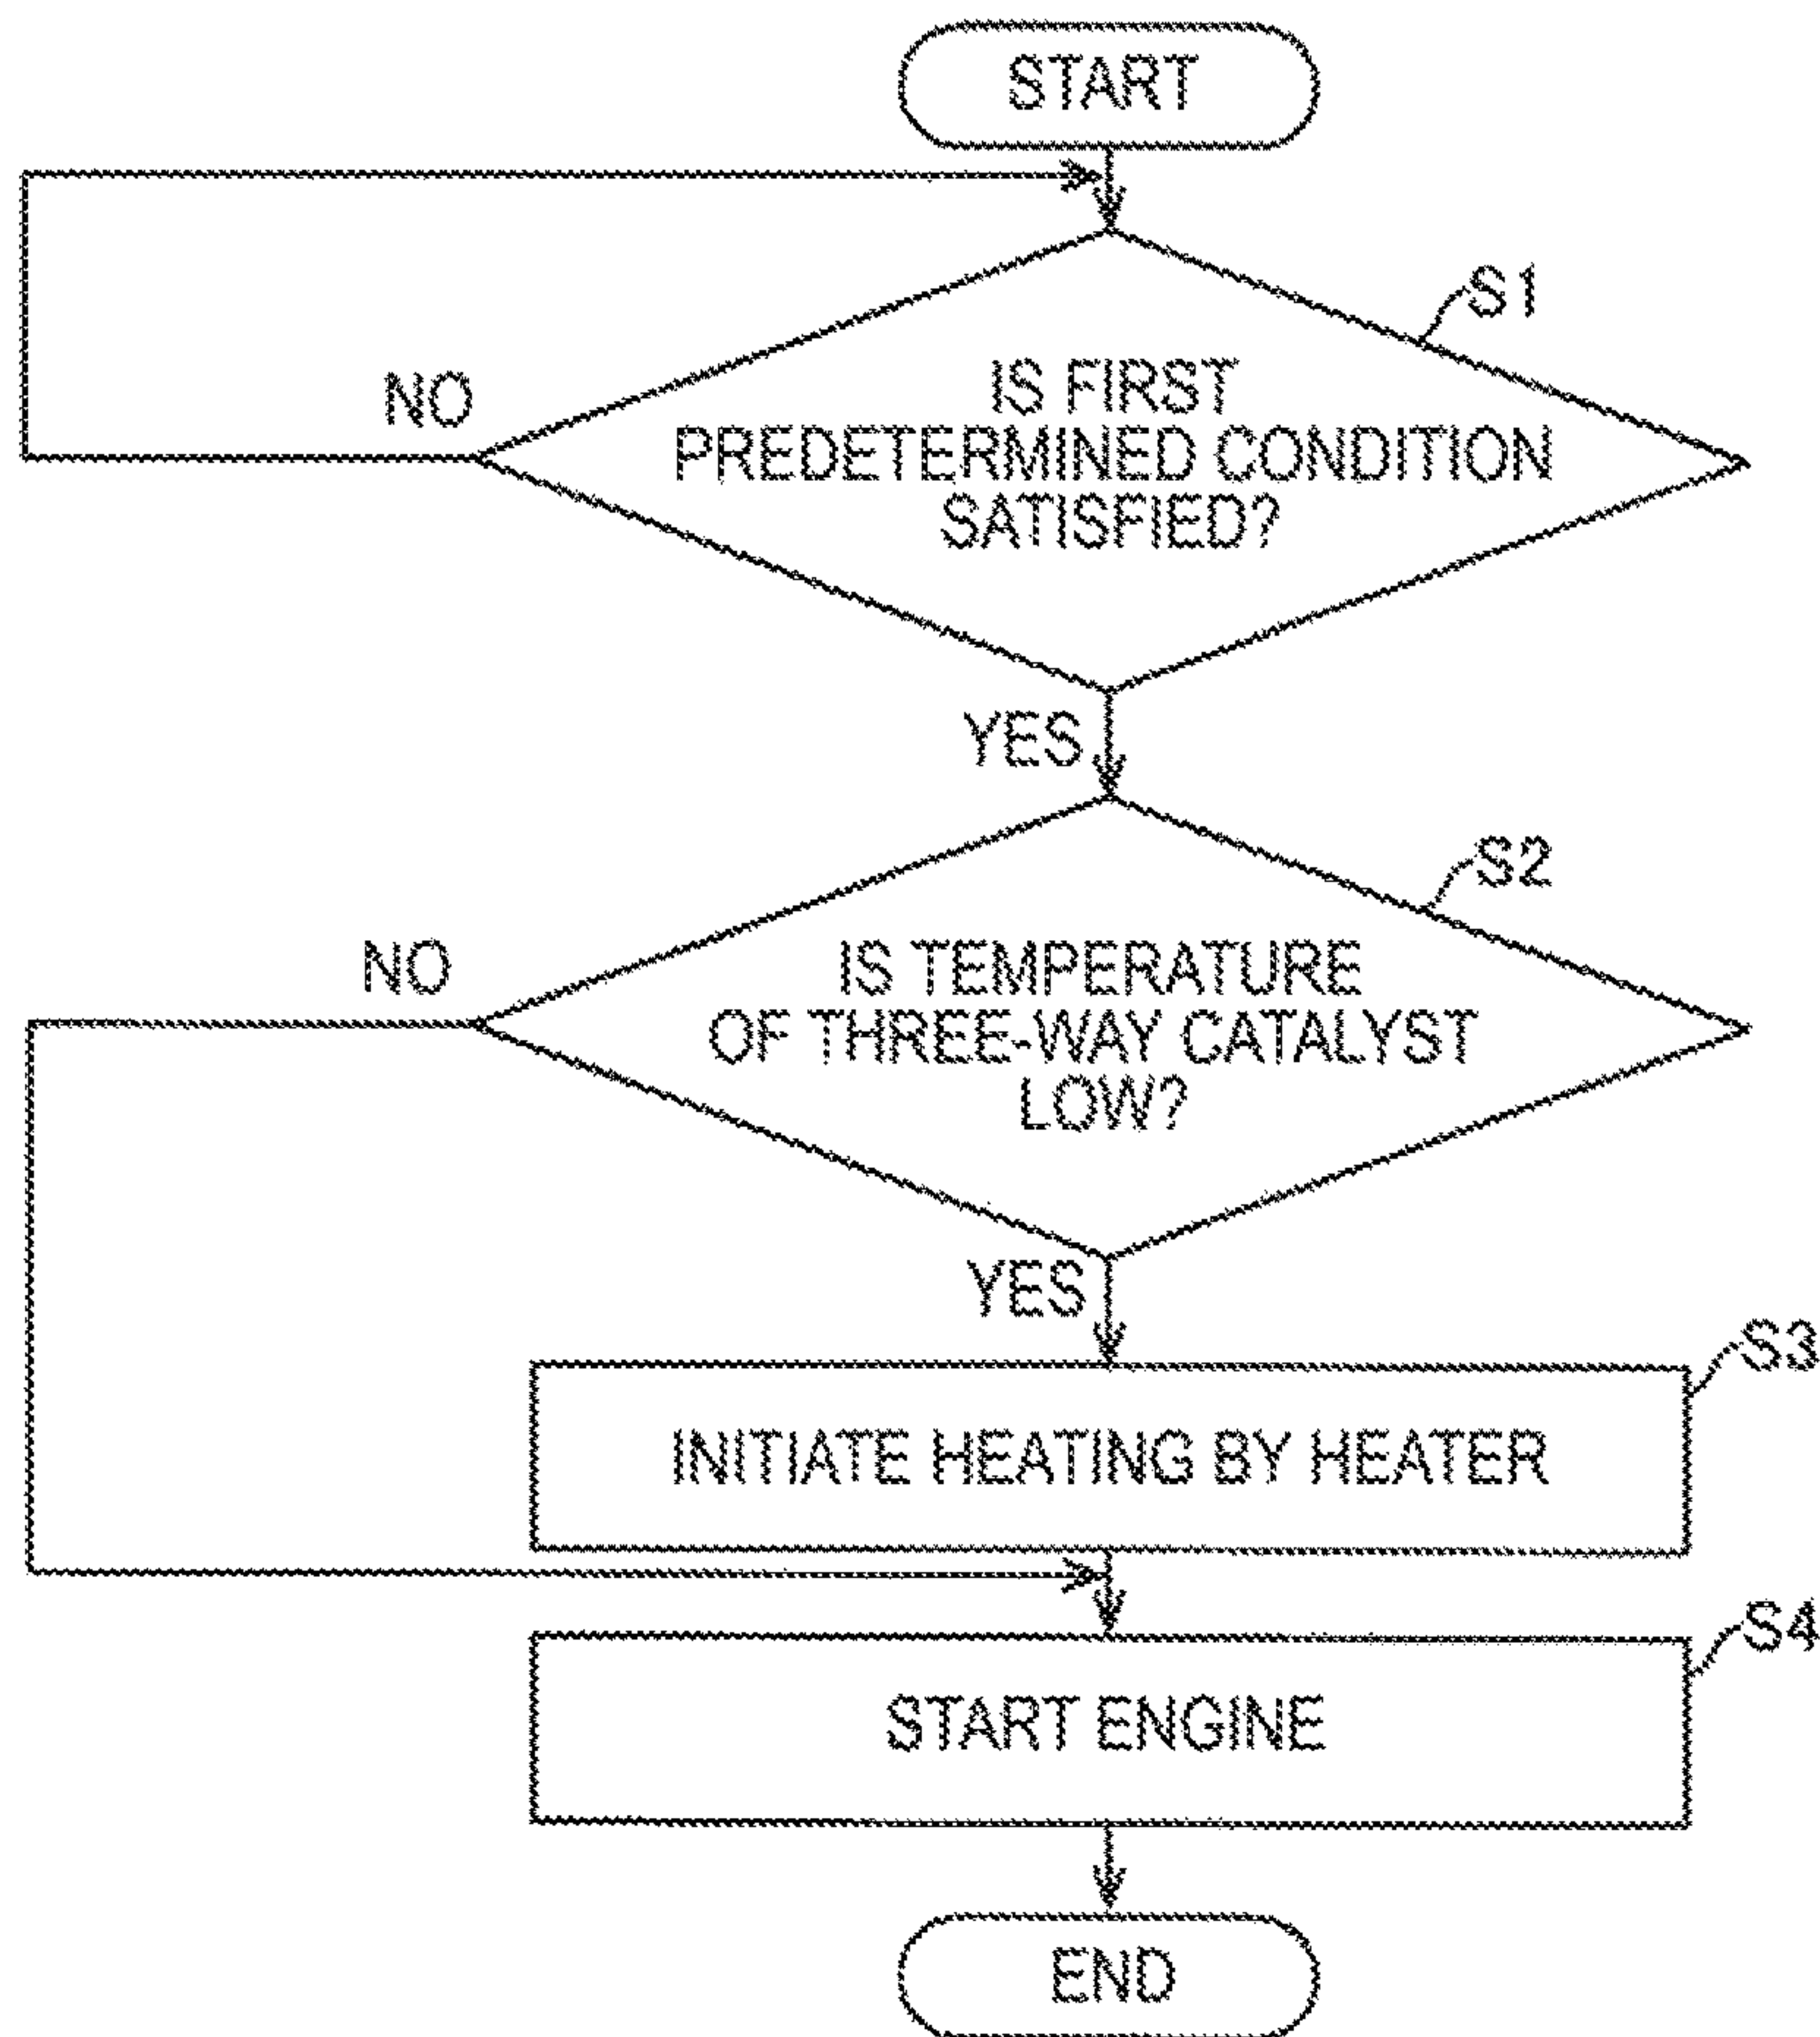 START
S1
NO
IS FIRST
PREDETERMINED CONDITION
SATISFIED?
YES
S2
NO
IS TEMPERATURE
OF THREE-WAY CATALYST
LOW?
YES
S3
INITIATE HEATING BY HEATER
S4
START ENGINE
END